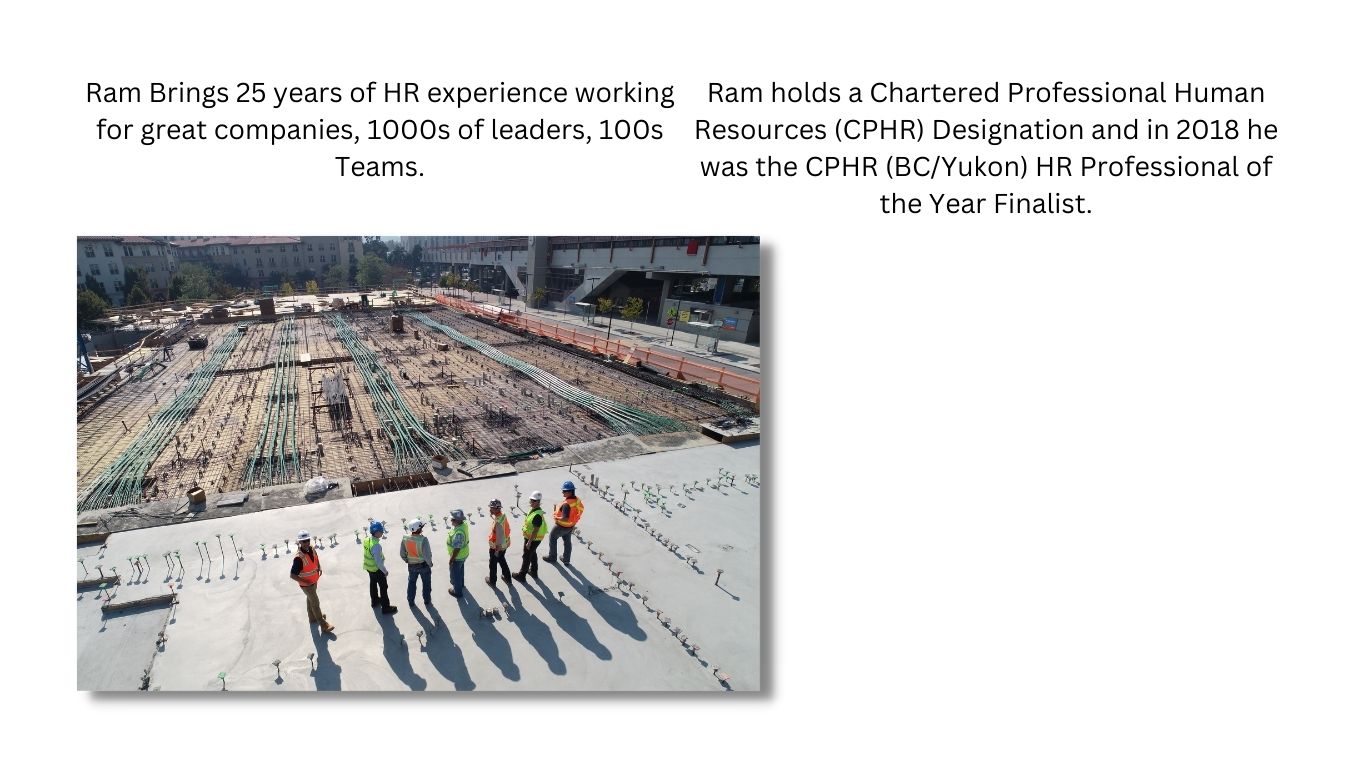 Ram Brings 25 years of HR experience working
for great companies, 1000s of leaders, 100s
Teams.
Ram holds a Chartered Professional Human
Resources (CPHR) Designation and in 2018 he
was the CPHR (BC/Yukon) HR Professional of
the Year Finalist.